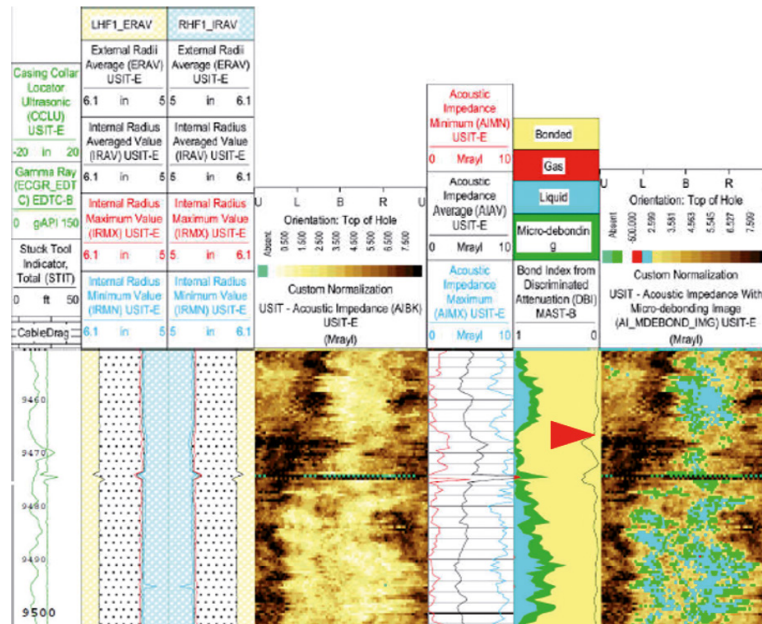 LHF1_ERAV
RHF1_IRAV
External Radii
Average (ERAV)
USIT-E
6.1 in 5
External Radii
Average (ERAV)
USIT-E
5 in 6.1
Casing Collar
Locator
Ultrasonic
(CCLU)
USIT-E
-20 in 20
Gamma Ray
(ECGR_EDT
C) EDTC-B
0 gAPI 150
Stuck Tool
Indicator,
Total (STIT)
0 ft 50
CableDrag
Internal Radius
Averaged Value
(IRAV) USIT-E
6.1 in 5
Internal Radius
Averaged Value
(IRAV) USIT-E
5 in 6.1
Internal Radius
Maximum Value
(IRMX) USIT-E
6.1 in 5
Internal Radius
Maximum Value
(IRMX) USIT-E
5 in 6.1
Internal Radius
Minimum Value
(IRMN) USIT-E
6.1 in 5
Internal Radius
Minimum Value
(IRMN) USIT-E
5 in 6.1
U L B R U
Orientation: Top of Hole
Absent
0.500
1.500
2.500
3.500
4.500
5.500
6.500
7.500
Custom Normalization
USIT - Acoustic Impedance (AIBK)
USIT-E
(Mrayl)
Acoustic
Impedance
Minimum (AIMN)
USIT-E
0 Mrayl 10
Acoustic
Impedance
Average (AIAV)
USIT-E
0 Mrayl 10
Acoustic
Impedance
Maximum
(AIMX) USIT-E
0 Mrayl 10
Bonded
Gas
Liquid
Micro-debondin
g
Bond Index from
Discriminated
Attenuation (DBI)
MAST-B
1 0
U L B R U
Orientation: Top of Hole
Absent
-500.000
2.599
3.581
4.563
5.545
6.527
7.509
Custom Normalization
USIT - Acoustic Impedance With
Micro-debonding Image
(AI_MDEBOND_IMG) USIT-E
(Mrayl)
9460
9470
9480
9490
9500